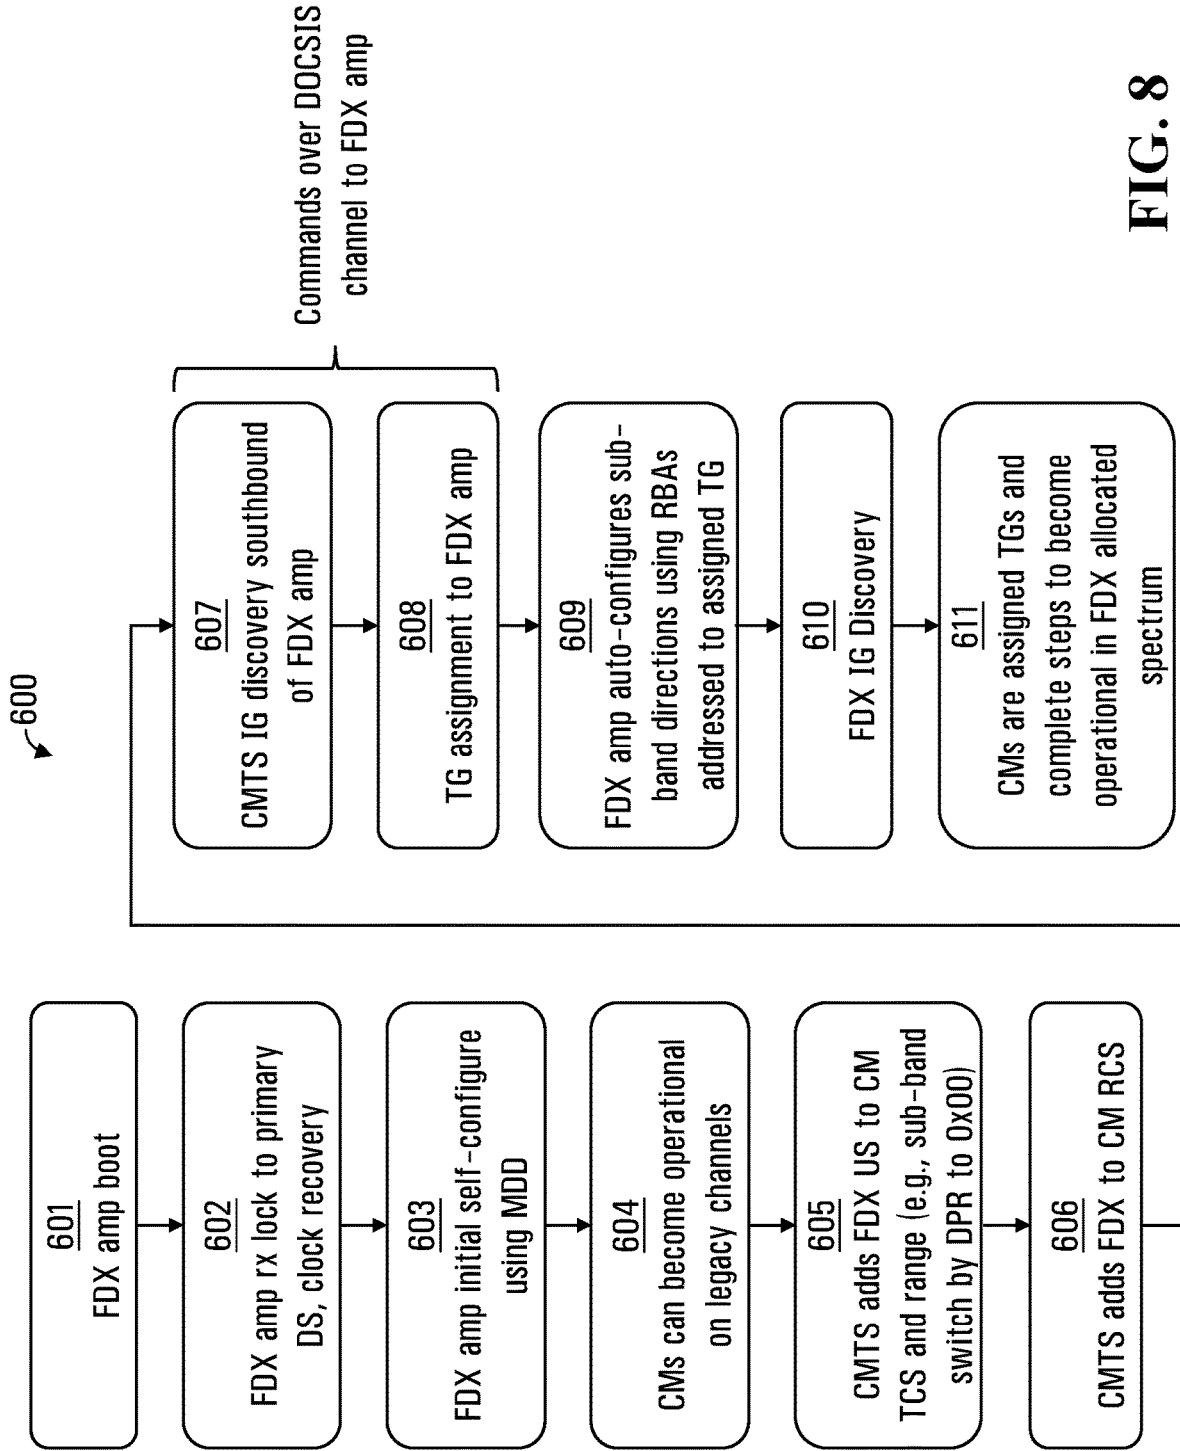 600
601
FDX amp boot
602
FDX amp rx lock to primary
DS, clock recovery
603
FDX amp initial self-configure
using MDD
604
CMs can become operational
on legacy channels
605
CMTS adds FDX US to CM
TCS and range (e.g., sub-band
switch by DPR to 0x00)
606
CMTS adds FDX to CM RCS
607
CMTS IG discovery southbound
of FDX amp
608
TG assignment to FDX amp
Commands over DOCSIS
channel to FDX amp
609
FDX amp auto-configures sub-
band directions using RBAs
addressed to assigned TG
610
FDX IG Discovery
611
CMs are assigned TGs and
complete steps to become
operational in FDX allocated
spectrum
FIG. 8